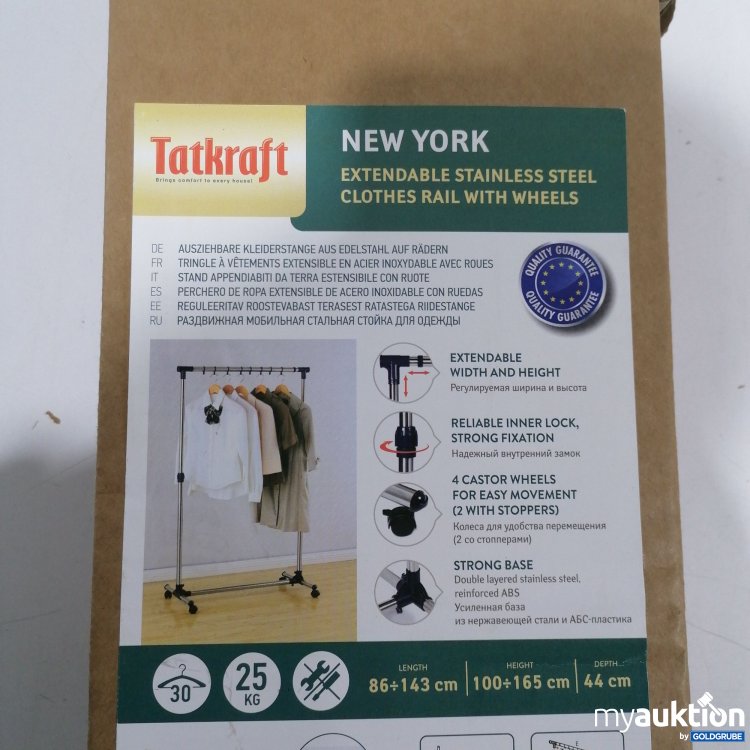 Tatkraft
Brings comfort to every house!
NEW YORK
EXTENDABLE STAINLESS STEEL
CLOTHES RAIL WITH WHEELS
DE AUSZIEHBARE KLEIDERSTANGE AUS EDELSTAHL AUF RÄDERN
FR TRINGLE À VÊTEMENTS EXTENSIBLE EN ACIER INOXYDABLE AVEC ROUES
IT STAND APPENDIABITI DA TERRA ESTENSIBILE CON RUOTE
ES PERCHERO DE ROPA EXTENSIBLE DE ACERO INOXIDABLE CON RUEDAS
EE REGULEERITAV ROOSTEVABAST TERASEST RATASTEGA RIIDESTANGE
RU РАЗДВИЖНАЯ МОБИЛЬНАЯ СТАЛЬНАЯ СТОЙКА ДЛЯ ОДЕЖДЫ
QUALITY GUARANTEE
QUALITY GUARANTEE
EXTENDABLE
WIDTH AND HEIGHT
Регулируемая ширина и высота
RELIABLE INNER LOCK,
STRONG FIXATION
Надежный внутренний замок
4 CASTOR WHEELS
FOR EASY MOVEMENT
(2 WITH STOPPERS)
Колеса для удобства перемещения
(2 со стопперами)
STRONG BASE
Double layered stainless steel,
reinforced ABS
Усиленная база
из нержавеющей стали и АБС-пластика
30
25
KG
LENGTH
86÷143 cm
HEIGHT
100÷165 cm
DEPTH
44 cm
myauktion
by GOLDGRUBE